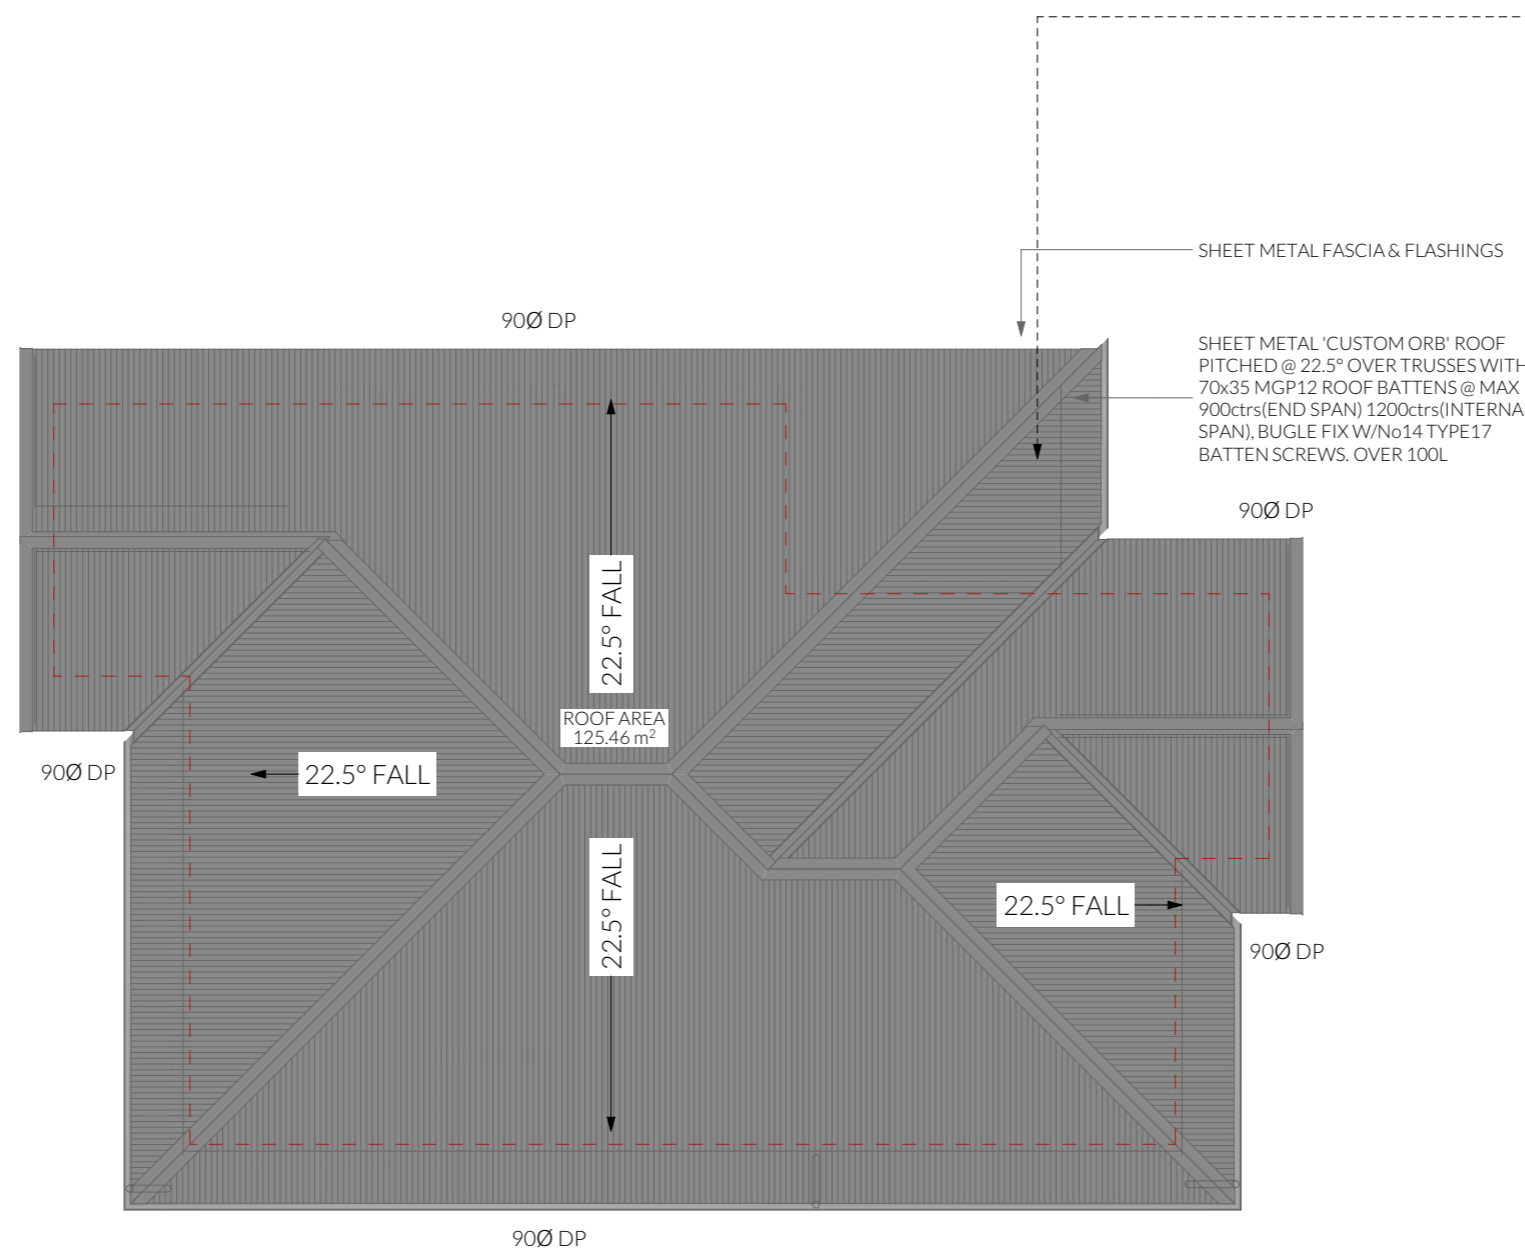 SHEET METAL FASCIA & FLASHINGS
90Ø DP
SHEET METAL 'CUSTOM ORB' ROOF
PITCHED @ 22.5° OVER TRUSSES WITH
70x35 MGP12 ROOF BATTENS @ MAX
900ctrs(END SPAN) 1200ctrs(INTERNA
SPAN), BUGLE FIX W/No14 TYPE17
BATTEN SCREWS. OVER 100L
90Ø DP
22.5° FALL
ROOF AREA
125.46 m²
90Ø DP
22.5° FALL
22.5° FALL
22.5° FALL
90Ø DP
90Ø DP